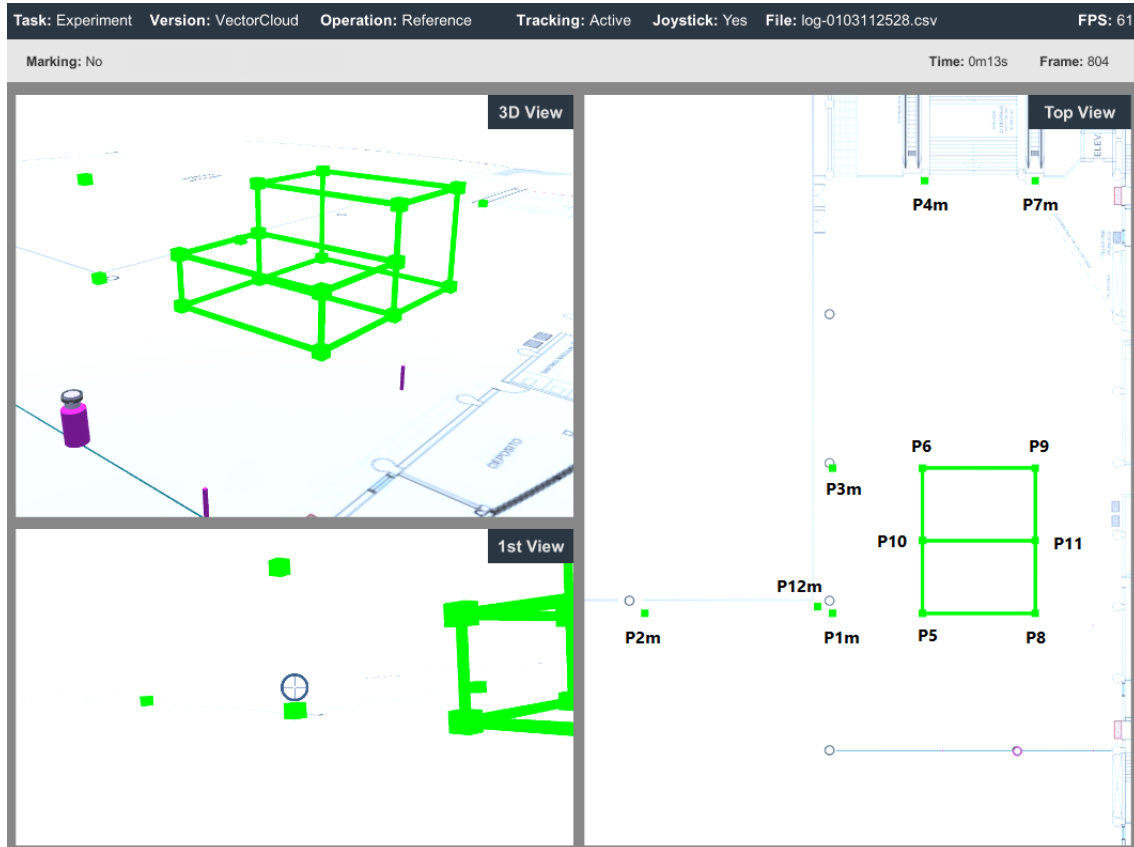 Task: Experiment Version: VectorCloud Operation: Reference Tracking: Active Joystick: Yes File: log-0103112528.csv FPS: 61
Marking: No Time: 0m13s Frame: 804
3D View
DEPOSITO
1st View
Top View
ELEV
P4m P7m
P6 P9
P3m
P10 P11
P12m
P2m P1m P5 P8